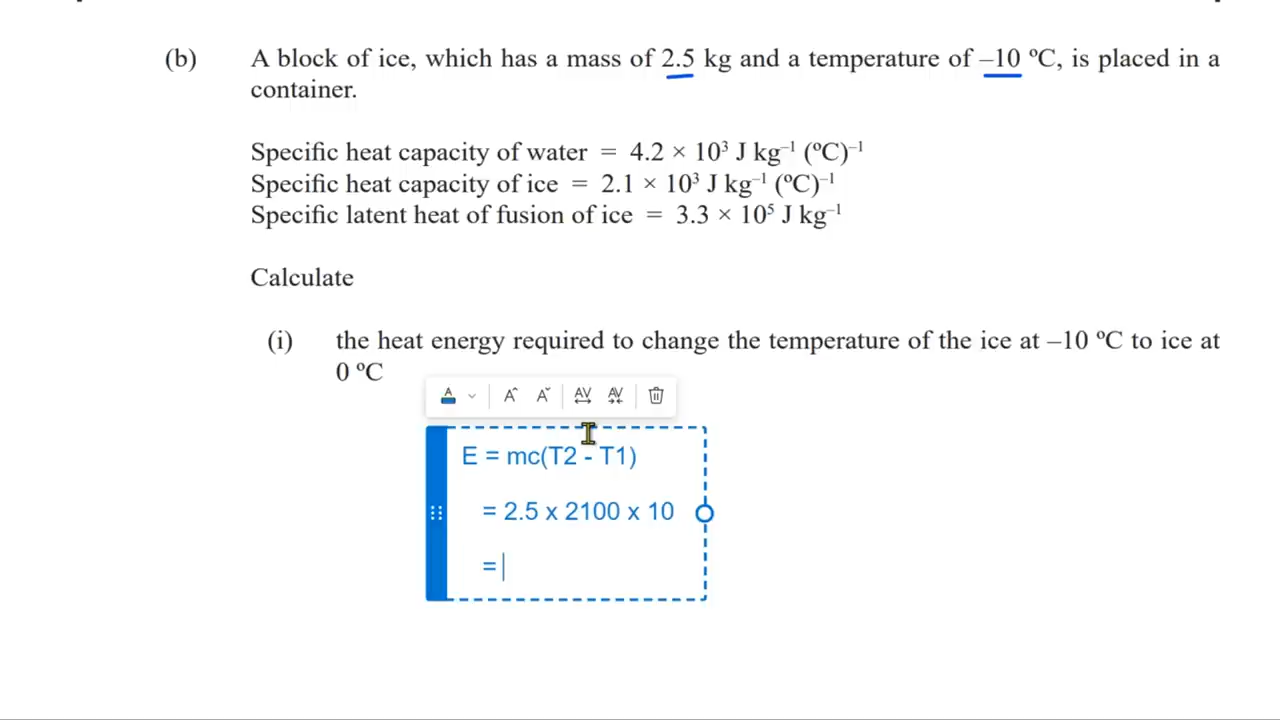 (b) A block of ice, which has a mass of 2.5 kg and a temperature of –10 ºC, is placed in a
container.
Specific heat capacity of water = 4.2 × 10³ J kg⁻¹ (ºC)⁻¹
Specific heat capacity of ice = 2.1 × 10³ J kg⁻¹ (ºC)⁻¹
Specific latent heat of fusion of ice = 3.3 × 10⁵ J kg⁻¹
Calculate
(i) the heat energy required to change the temperature of the ice at –10 ºC to ice at
0 ºC
A A A AV AV
E = mc(T2 - T1)
= 2.5 x 2100 x 10
=